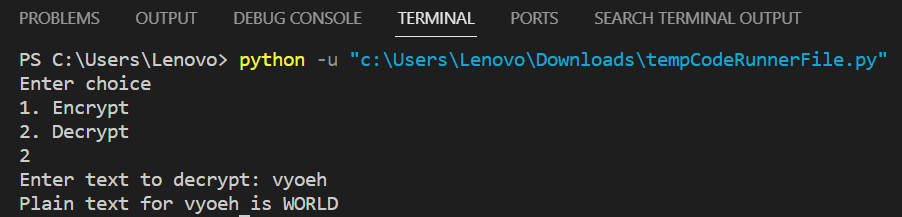 PROBLEMS OUTPUT DEBUG CONSOLE TERMINAL PORTS SEARCH TERMINAL OUTPUT
PS C:\Users\Lenovo> python -u "c:\Users\Lenovo\Downloads\tempCodeRunnerFile.py"
Enter choice
1. Encrypt
2. Decrypt
2
Enter text to decrypt: vyoeh
Plain text for vyoeh is WORLD